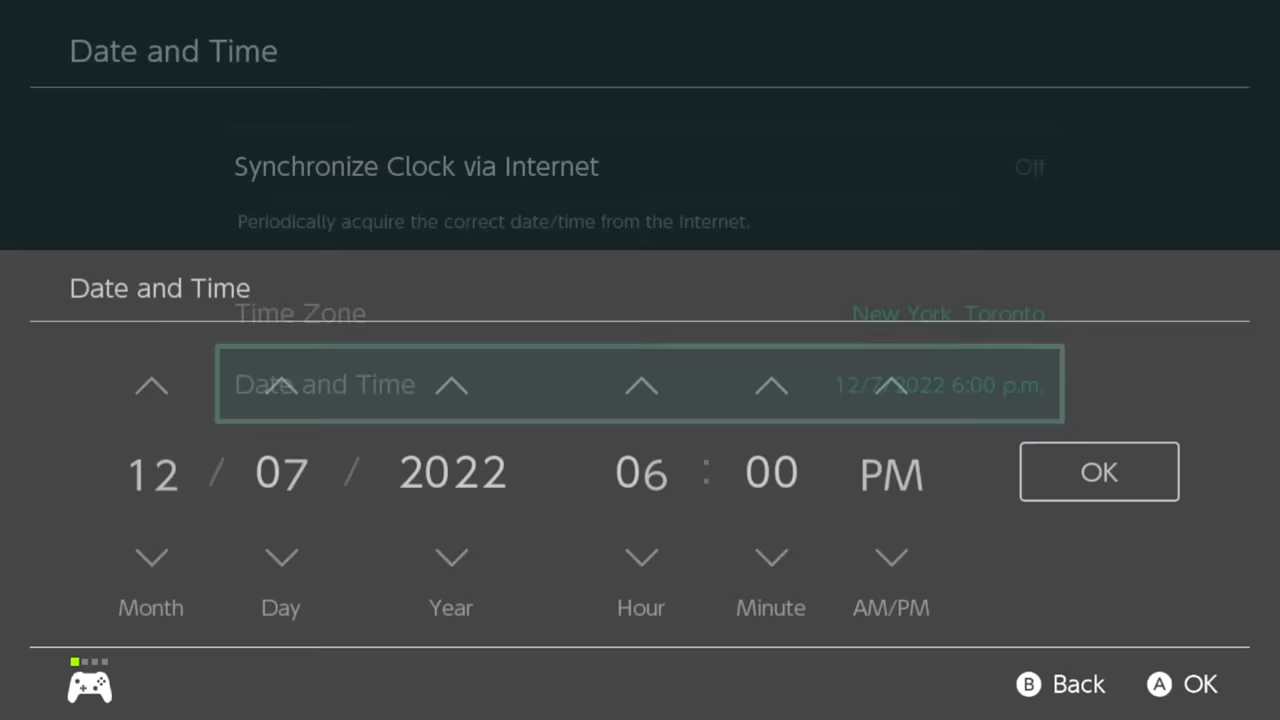 Date and Time
Synchronize Clock via Internet Off
Periodically acquire the correct date/time from the Internet.
Date and Time
Time Zone New York, Toronto
Date and Time 12/7/2022 6:00 p.m.
12 / 07 / 2022 06 : 00 PM OK
Month Day Year Hour Minute AM/PM
B Back A OK